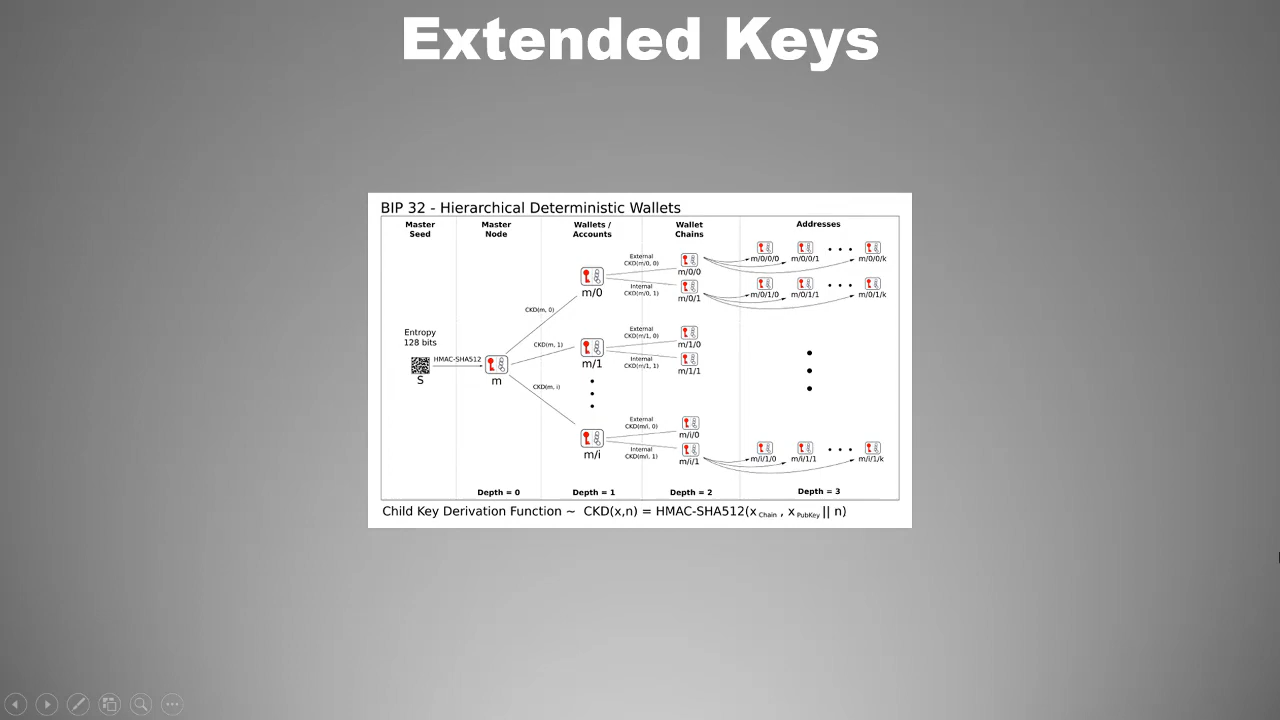 Extended Keys
BIP 32 - Hierarchical Deterministic Wallets
Master Seed
Master Node
Wallets / Accounts
Wallet Chains
Addresses
Entropy
128 bits
S
HMAC-SHA512
m
CKD(m, 0)
CKD(m, 1)
CKD(m, i)
m/0
m/1
m/i
External
CKD(m/0, 0)
Internal
CKD(m/0, 1)
External
CKD(m/1, 0)
Internal
CKD(m/1, 1)
External
CKD(m/i, 0)
Internal
CKD(m/i, 1)
m/0/0
m/0/1
m/1/0
m/1/1
m/i/0
m/i/1
m/0/0/0 m/0/0/1 m/0/0/k
m/0/1/0 m/0/1/1 m/0/1/k
m/i/1/0 m/i/1/1 m/i/1/k
Depth = 0 Depth = 1 Depth = 2 Depth = 3
Child Key Derivation Function ~ CKD(x,n) = HMAC-SHA512(x Chain , x PubKey || n)